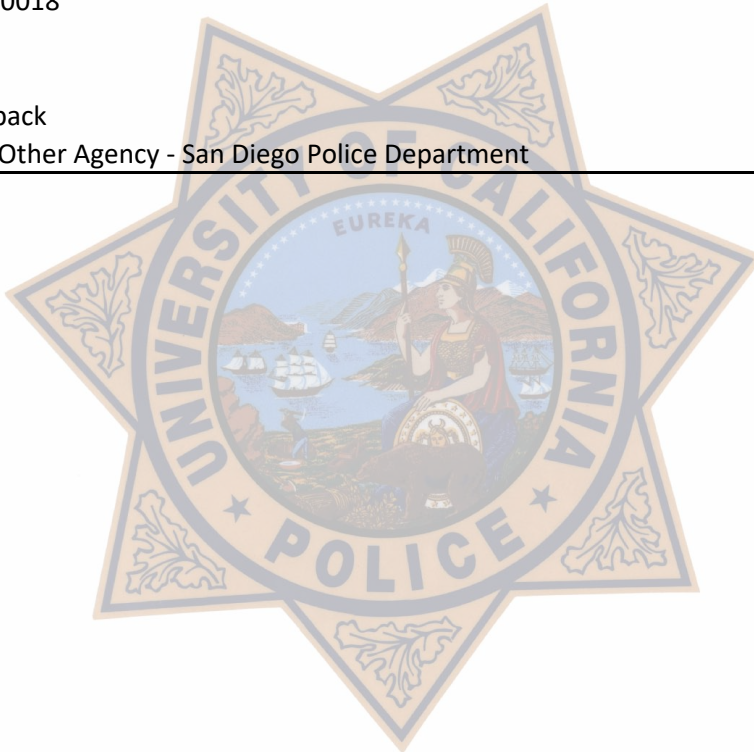 0018
back
Other Agency - San Diego Police Department
UNIVERSITY OF CALIFORNIA
EUREKA
POLICE